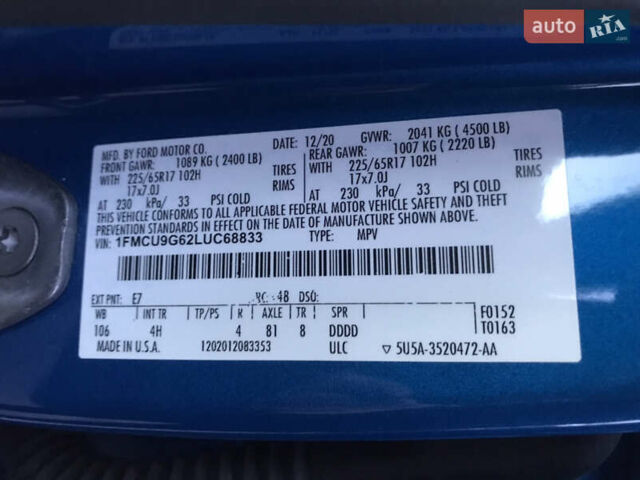 auto RIA
.com
MFD. BY FORD MOTOR CO.
DATE: 12/20 GVWR: 2041 KG ( 4500 LB)
FRONT GAWR: 1089 KG ( 2400 LB)
REAR GAWR: 1007 KG ( 2220 LB)
WITH 225/65R17 102H TIRES
WITH 225/65R17 102H TIRES
17x7.0J RIMS
17x7.0J RIMS
AT 230 kPa/ 33 PSI COLD
AT 230 kPa/ 33 PSI COLD
THIS VEHICLE CONFORMS TO ALL APPLICABLE FEDERAL MOTOR VEHICLE SAFETY AND THEFT
PREVENTION STANDARDS IN EFFECT ON THE DATE OF MANUFACTURE SHOWN ABOVE.
VIN: 1FMCU9G62LUC68833 TYPE: MPV
EXT PNT: E7 RC: 48 DSO:
WB INT TR TP/PS R AXLE TR SPR F0152
106 4H 4 81 8 DDDD T0163
MADE IN U.S.A. 1202012083353 ULC ▽ 5U5A-3520472-AA